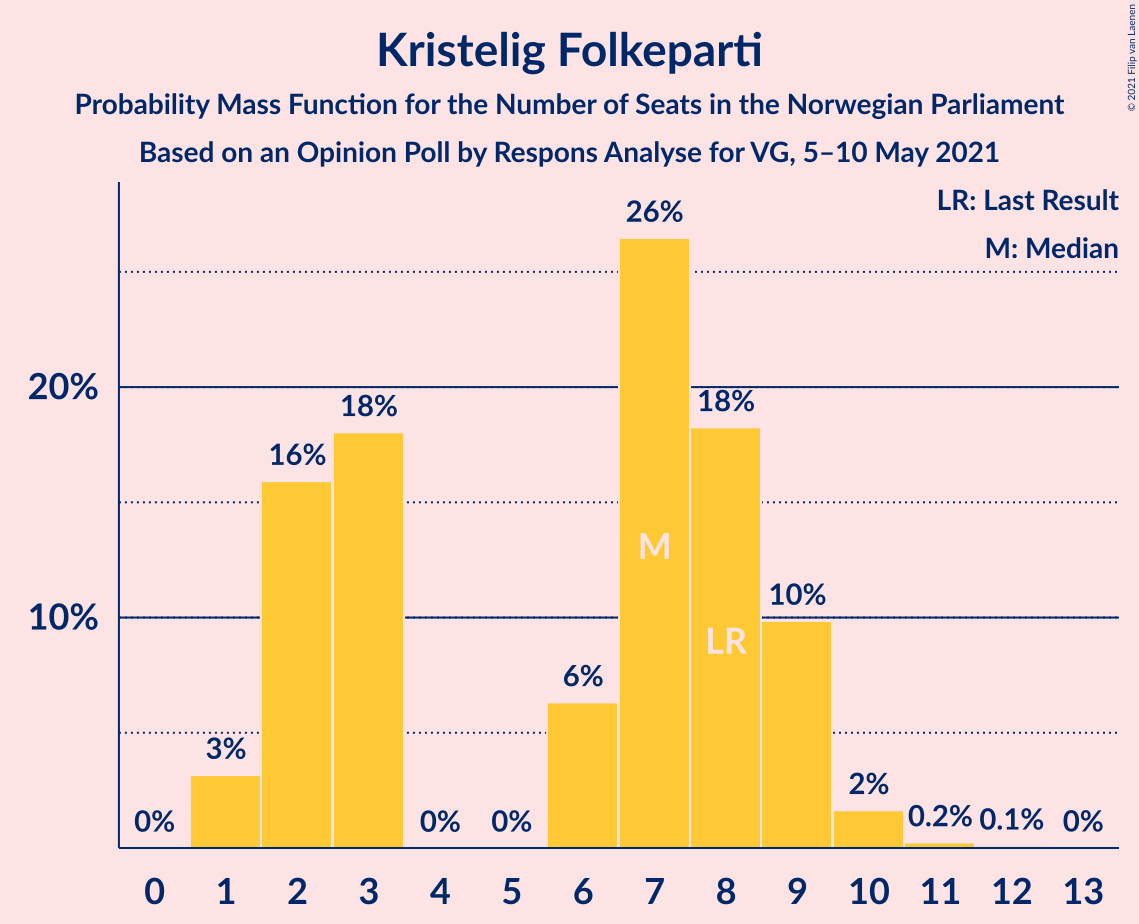 Kristelig Folkeparti
Probability Mass Function for the Number of Seats in the Norwegian Parliament
Based on an Opinion Poll by Respons Analyse for VG, 5–10 May 2021
© 2021 Filip van Laenen
LR: Last Result
M: Median
26%
20%
18%
18%
16%
M
10%
10%
LR
6%
3%
2%
0%
0%
0%
0.2%
0.1%
0%
0 1 2 3 4 5 6 7 8 9 10 11 12 13